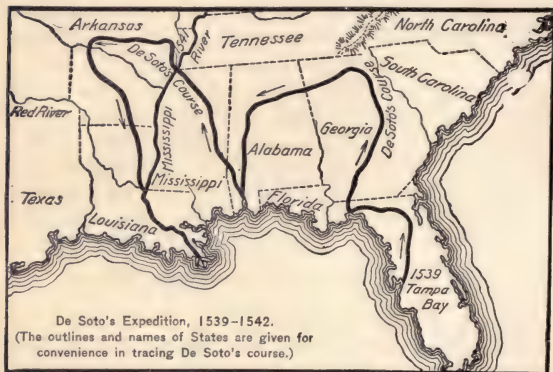 Arkansas
De Soto's
Course
1541
River
Tennessee
North Carolina
South Carolina
De Soto's Course
Red River
Mississippi
Mississippi
Alabama
Georgia
Texas
Louisiana
Florida
1539
Tampa
Bay
De Soto's Expedition, 1539–1542.
(The outlines and names of States are given for
convenience in tracing De Soto's course.)